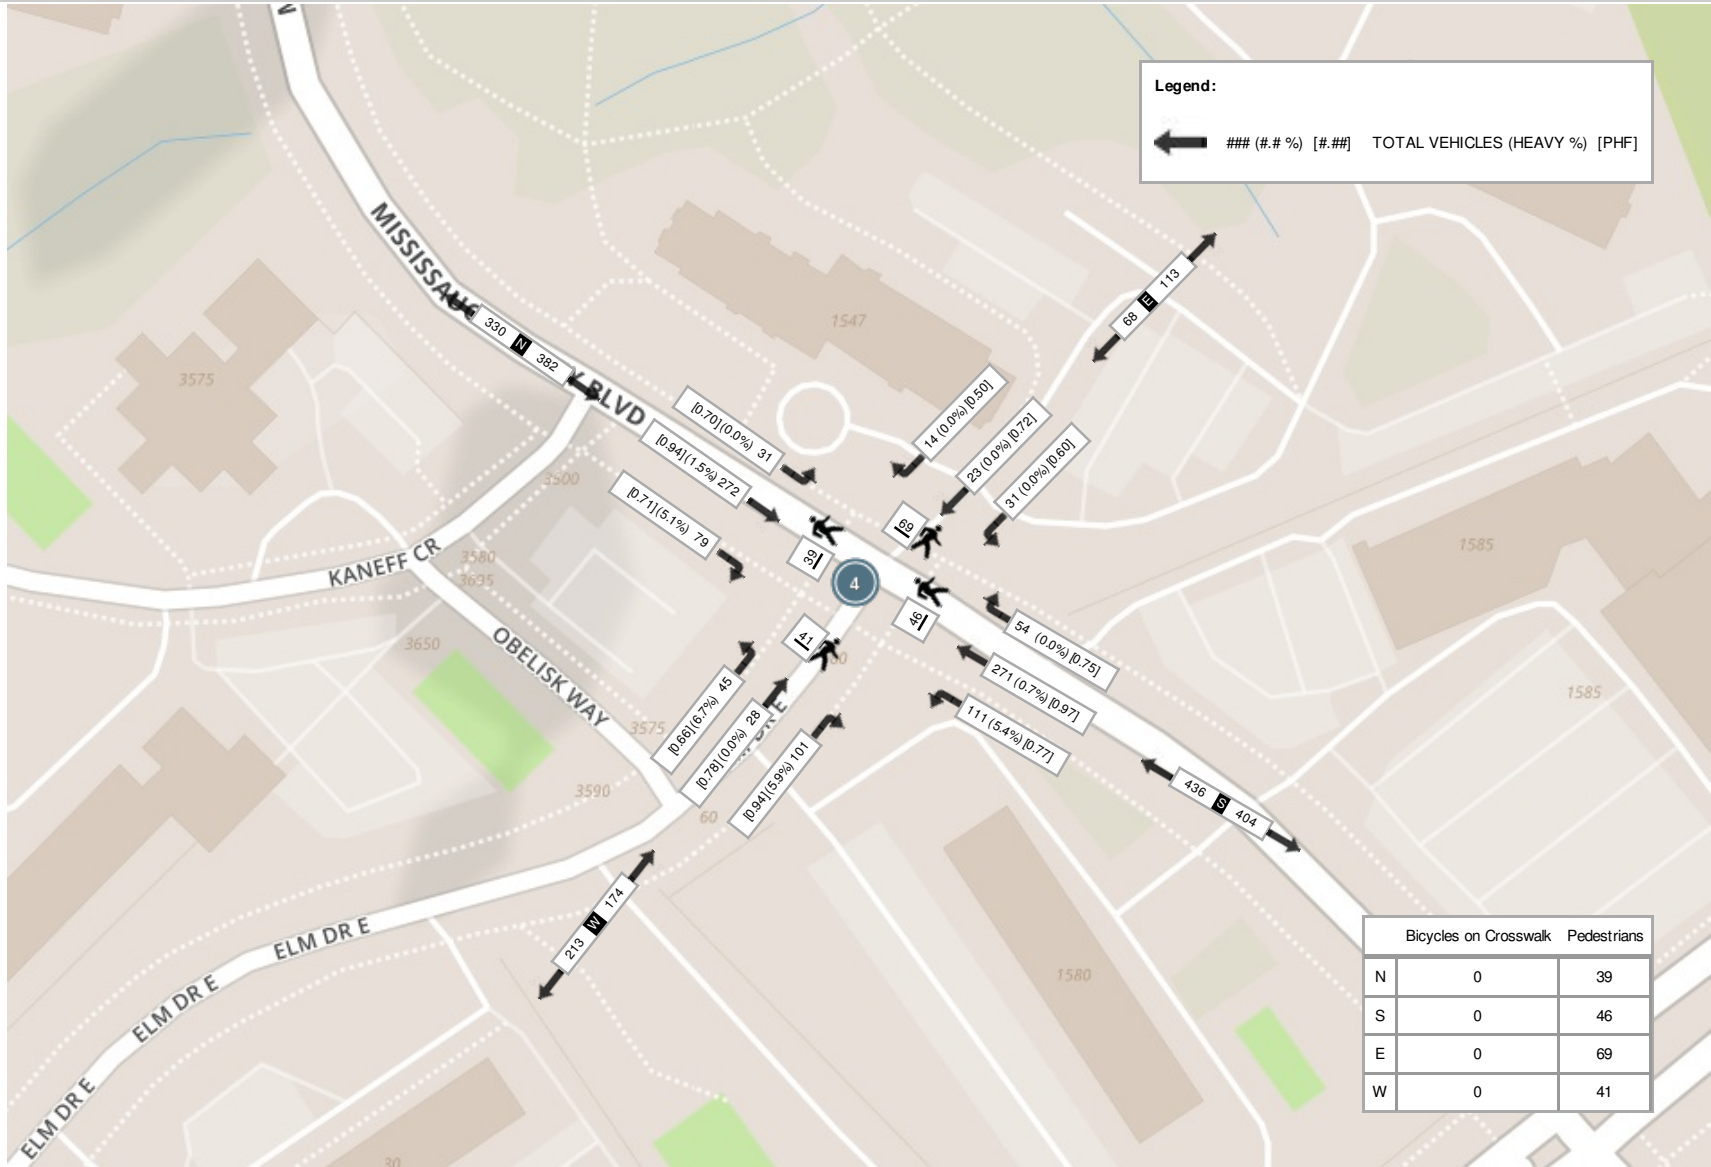 Legend:
### (#.# %) [#.##] TOTAL VEHICLES (HEAVY %) [PHF]
MISSISSAUG
Y BLVD
330 N 382
68 E 113
1547
3575
[0.70] (0.0%) 31
[0.94] (1.5%) 272
[0.71] (5.1%) 79
14 (0.0%) [0.50]
23 (0.0%) [0.72]
31 (0.0%) [0.60]
3500
69
39
4
46
41
KANEFF CR
3580
3695
3650
OBELISK WAY
54 (0.0%) [0.75]
271 (0.7%) [0.97]
111 (5.4%) [0.77]
1585
1585
[0.66] (6.7%) 45
[0.78] (0.0%) 28
[0.94] (5.9%) 101
3575
3590
60
436 S 404
213 W 174
ELM DR E
ELM DR E
ELM DR E
1580
30
Bicycles on Crosswalk Pedestrians
N 0 39
S 0 46
E 0 69
W 0 41